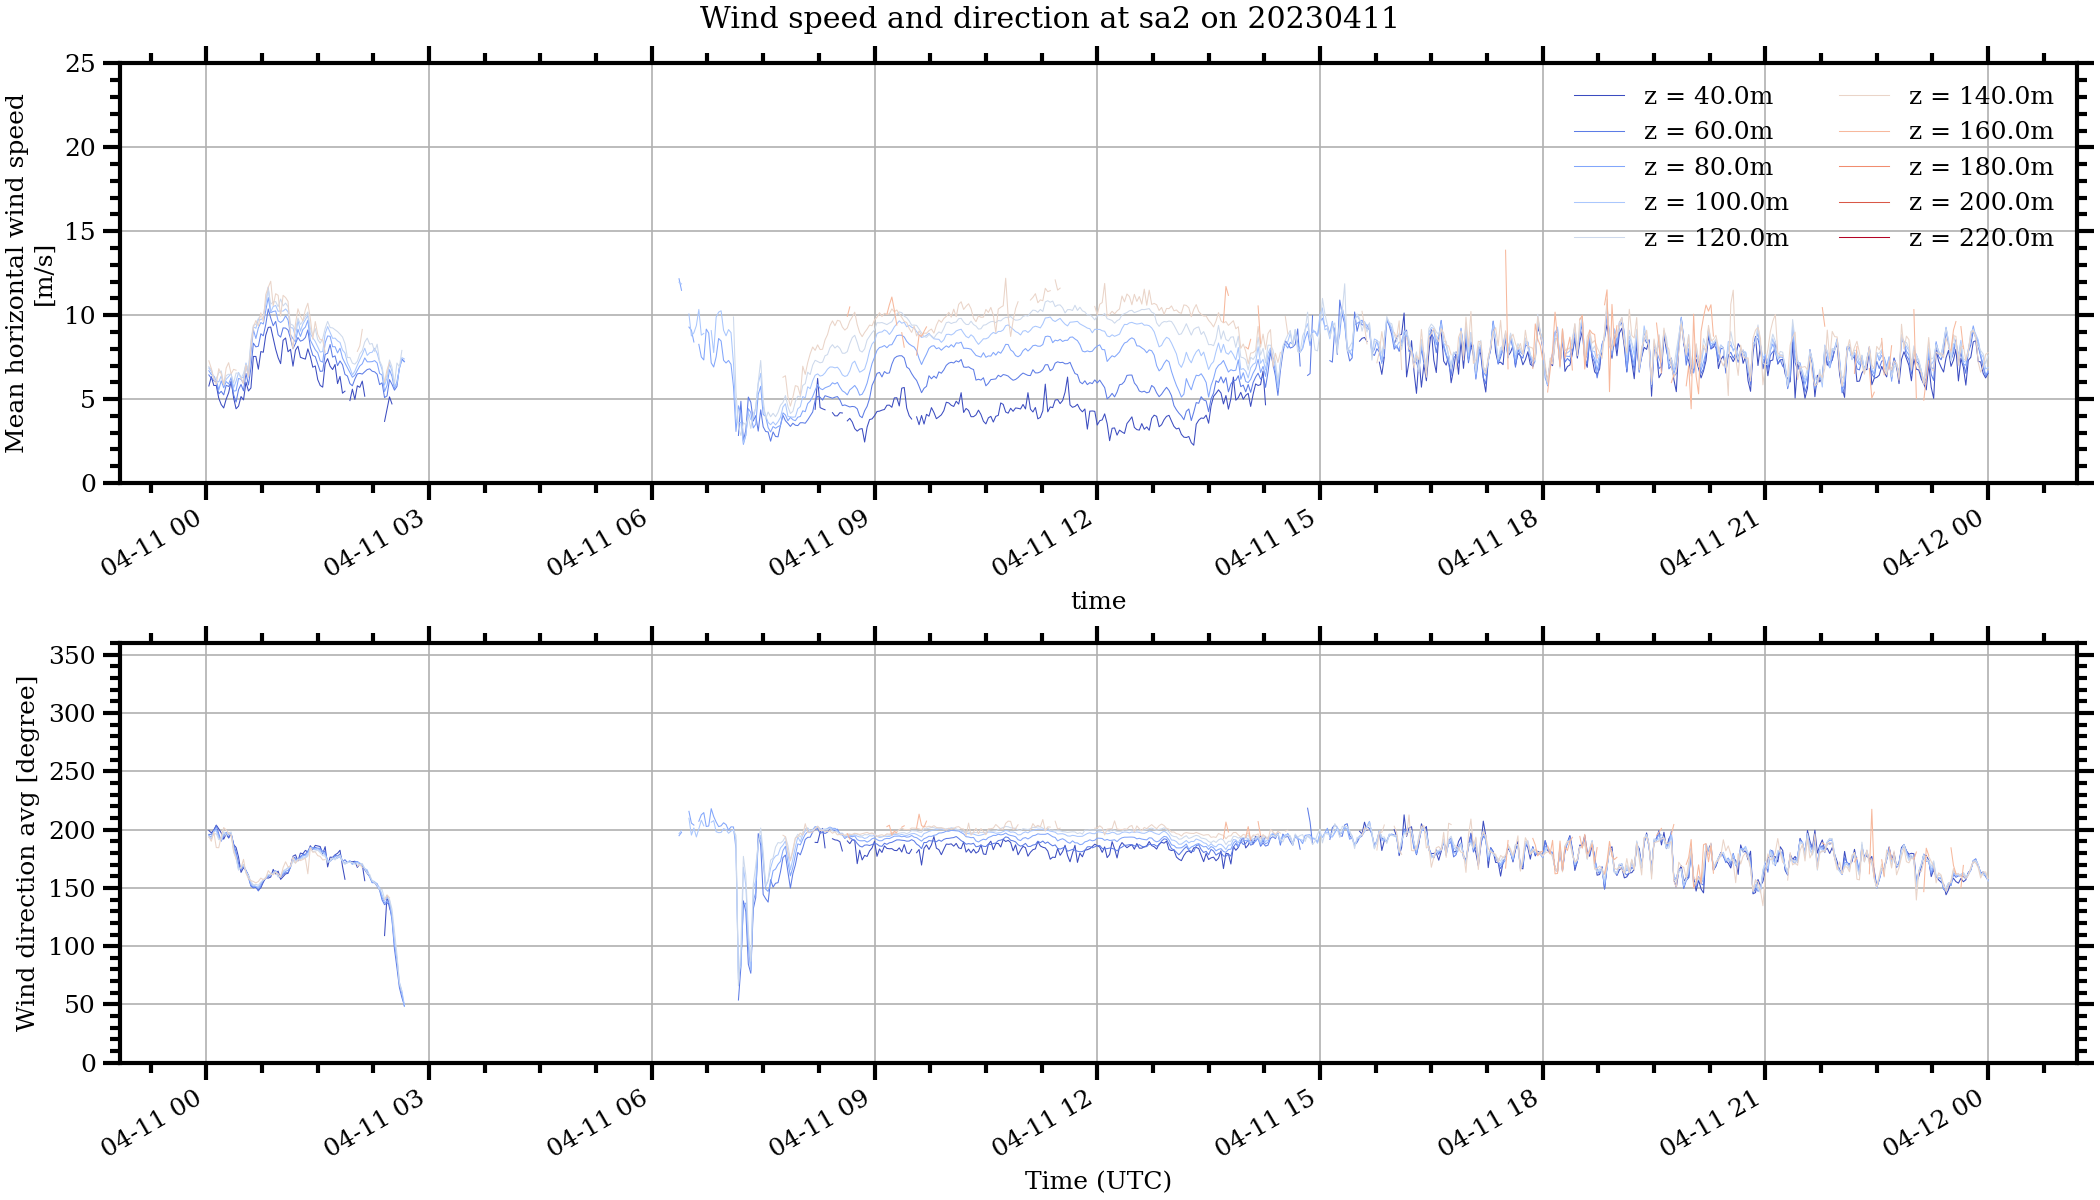 Wind speed and direction at sa2 on 20230411
Mean horizontal wind speed
[m/s]
25
20
15
10
5
0
z = 40.0m
z = 60.0m
z = 80.0m
z = 100.0m
z = 120.0m
z = 140.0m
z = 160.0m
z = 180.0m
z = 200.0m
z = 220.0m
04-11 00
04-11 03
04-11 06
04-11 09
04-11 12
04-11 15
04-11 18
04-11 21
04-12 00
time
Wind direction avg [degree]
350
300
250
200
150
100
50
0
04-11 00
04-11 03
04-11 06
04-11 09
04-11 12
04-11 15
04-11 18
04-11 21
04-12 00
Time (UTC)